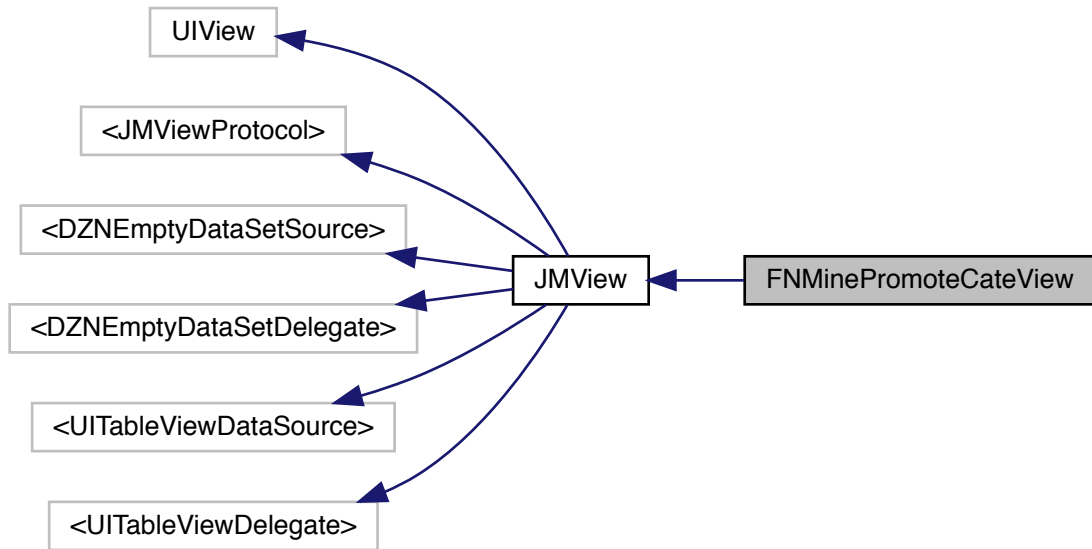 UIView
<JMViewProtocol>
<DZNEmptyDataSetSource>
<DZNEmptyDataSetDelegate>
<UITableViewDataSource>
<UITableViewDelegate>
JMView
FNMinePromoteCateView